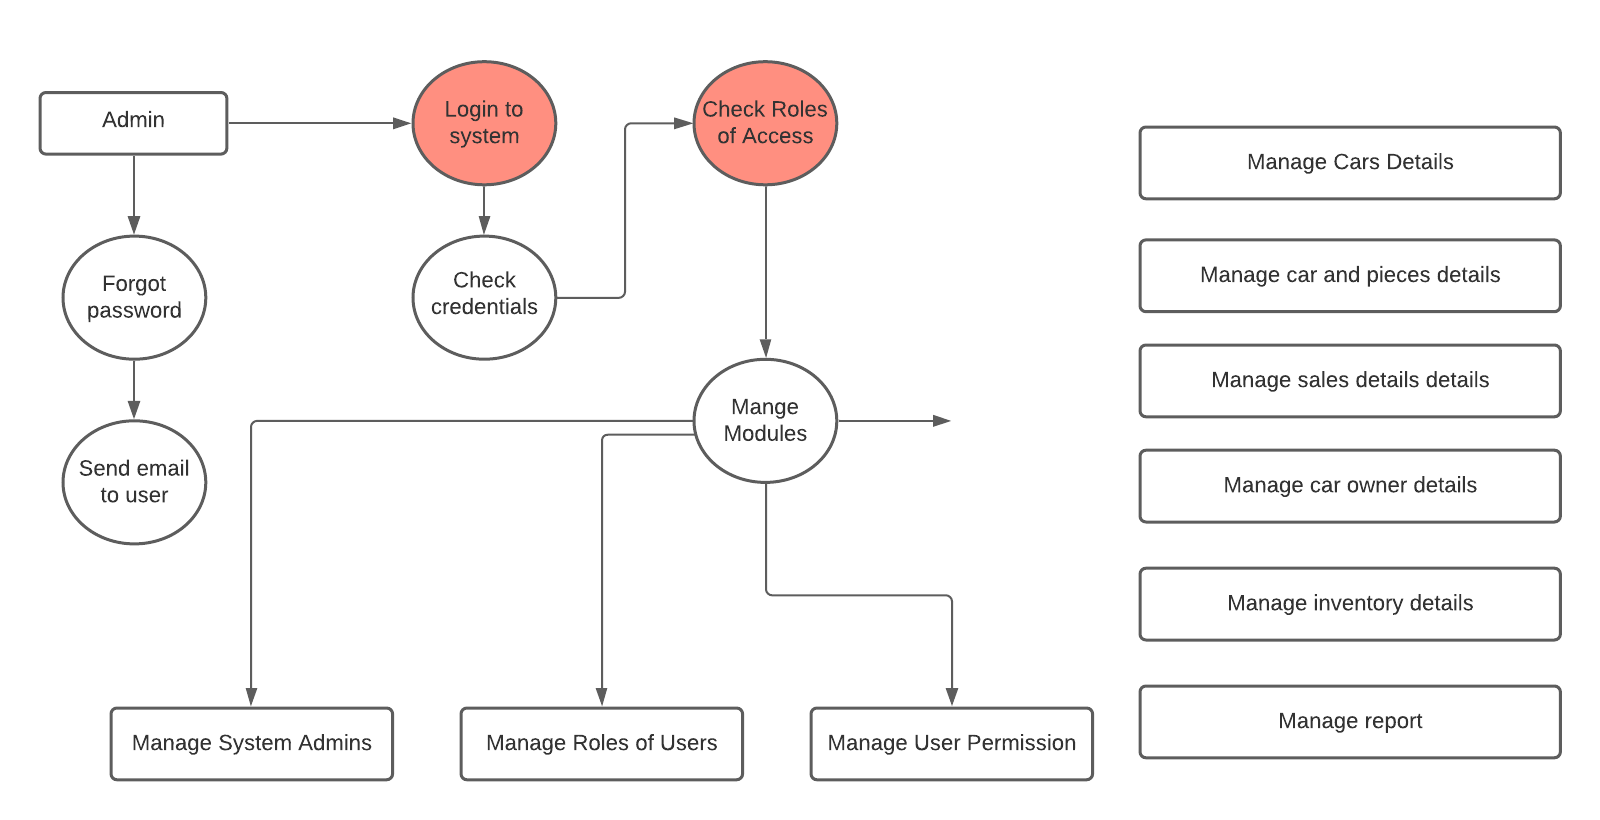 Admin
Login to
system
Check Roles
of Access
Forgot
password
Check
credentials
Send email
to user
Mange
Modules
Manage System Admins
Manage Roles of Users
Manage User Permission
Manage Cars Details
Manage car and pieces details
Manage sales details details
Manage car owner details
Manage inventory details
Manage report